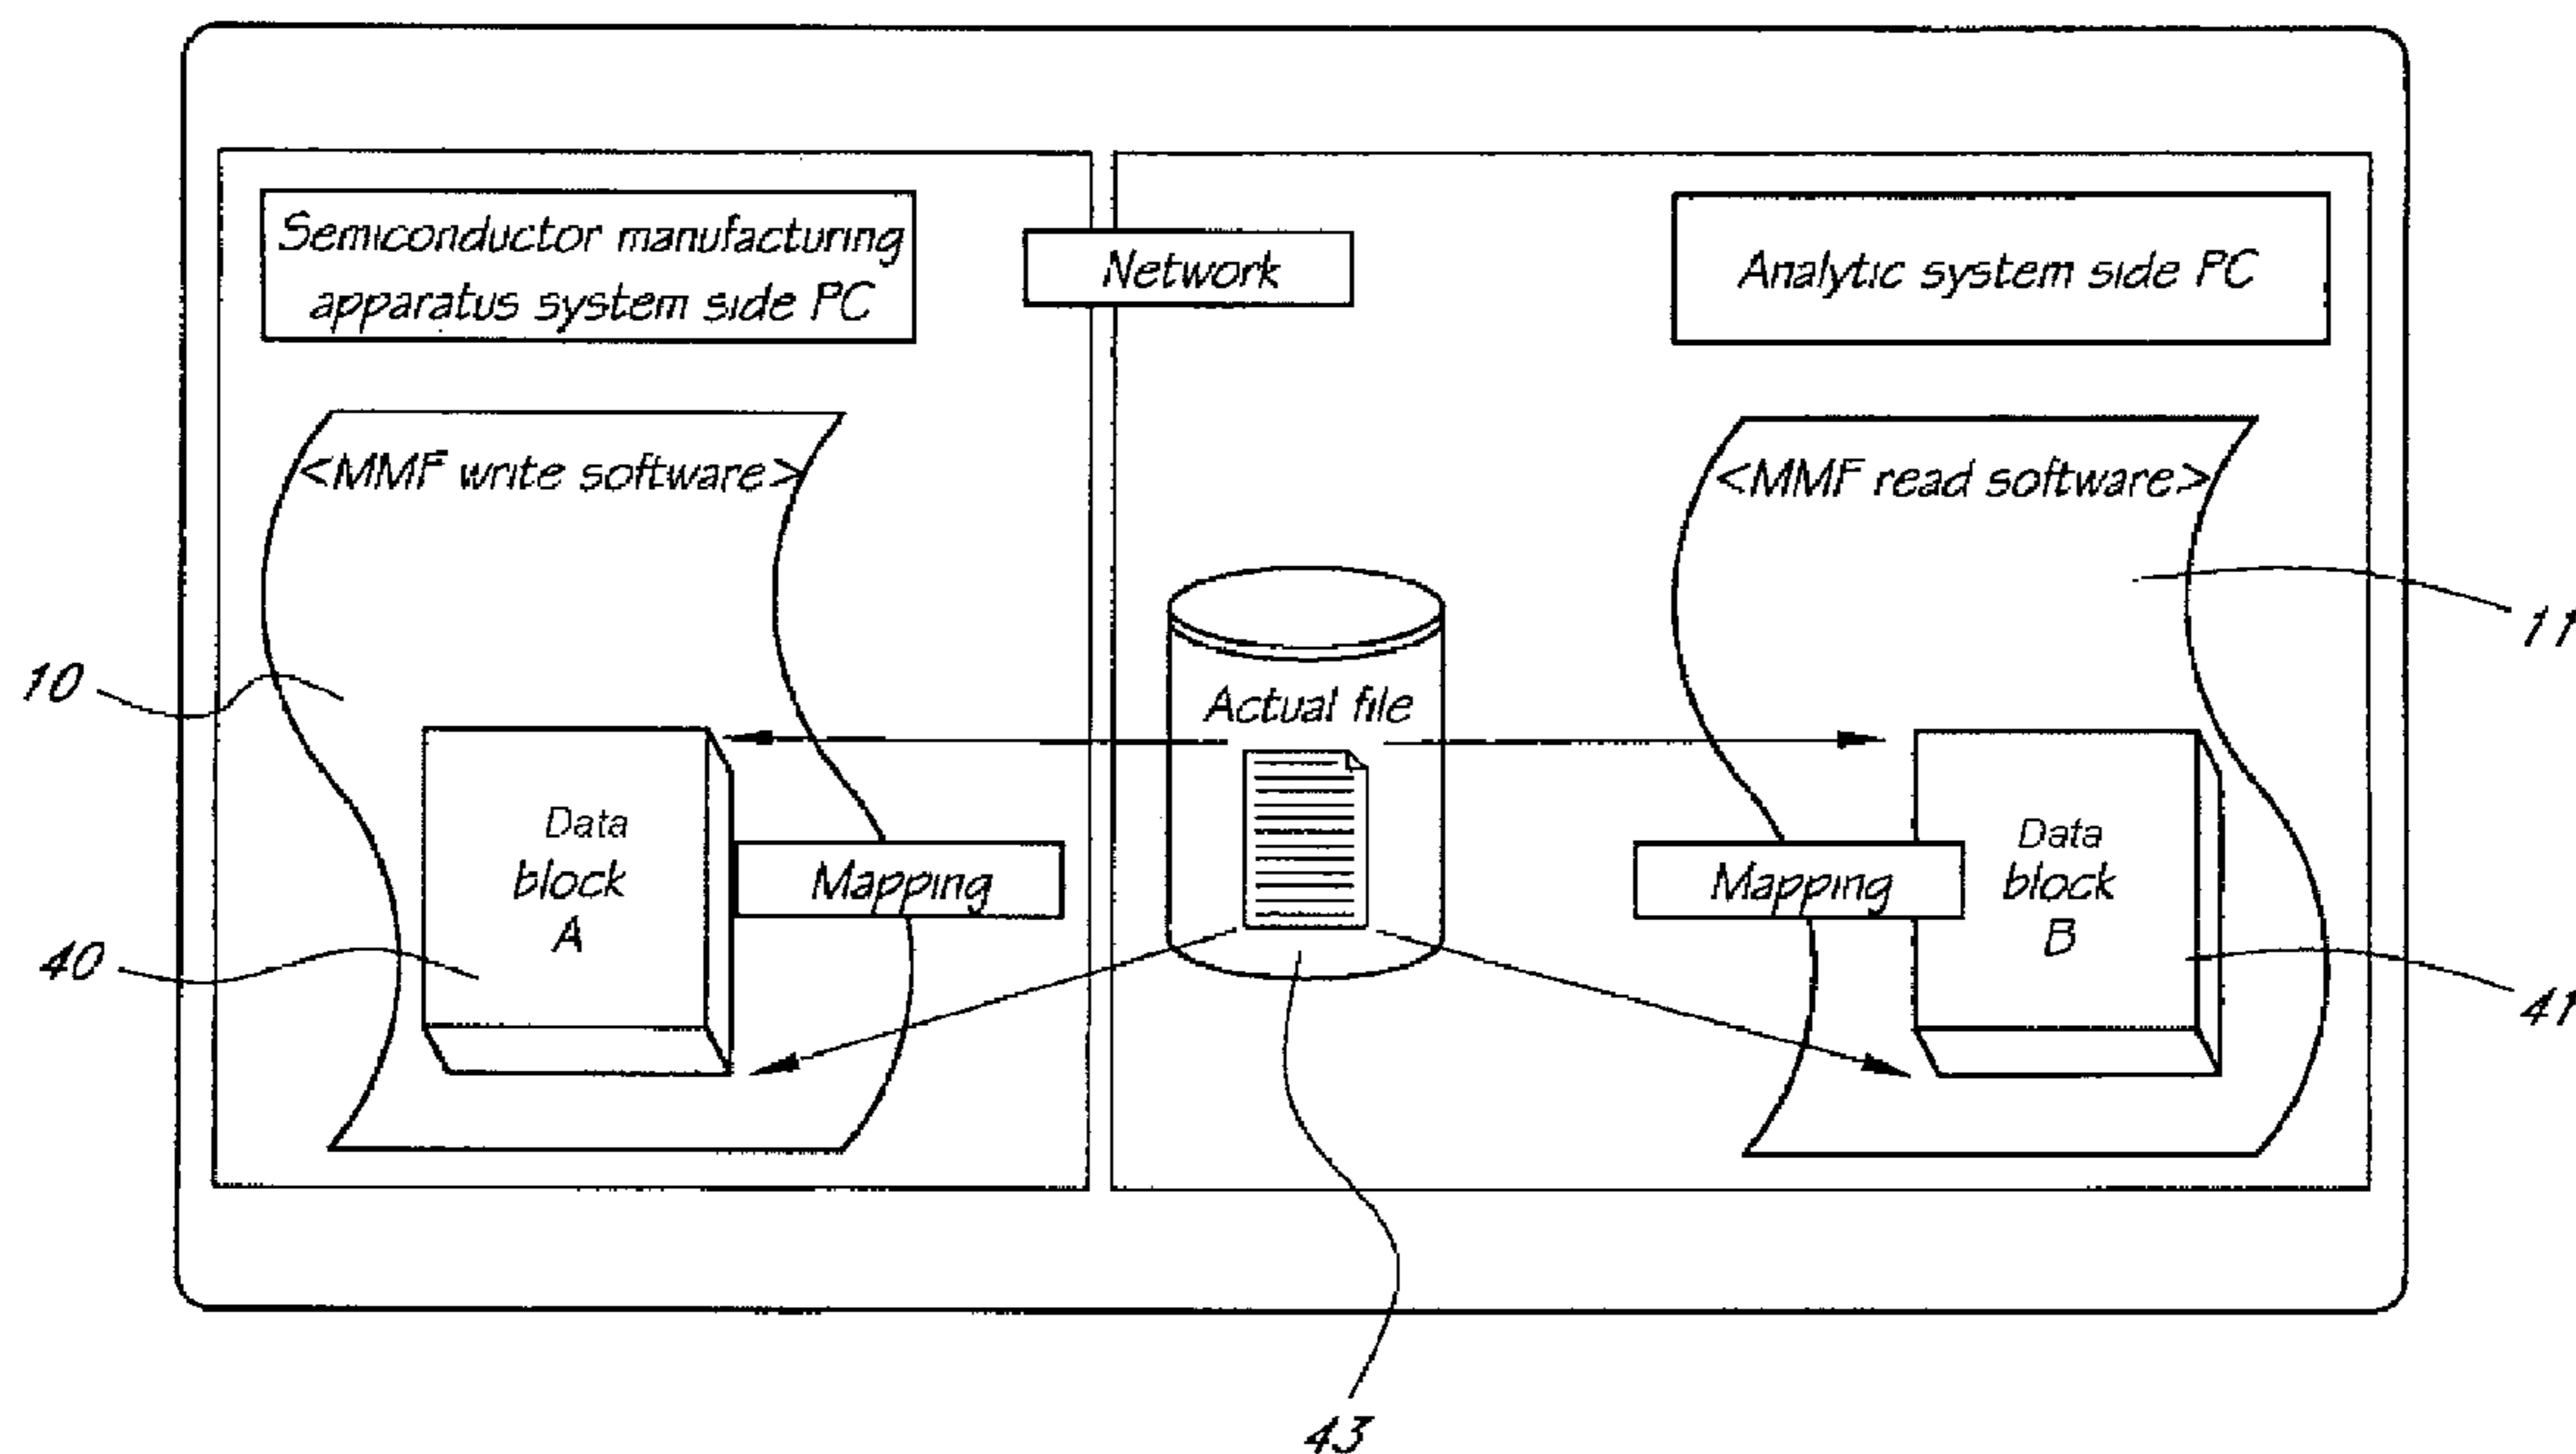 Semiconductor manufacturing
apparatus system side PC
Network
Analytic system side PC
<MMF write software>
<MMF read software>
11
10
Actual file
Data
block
A
Mapping
Mapping
Data
block
B
40
41
43